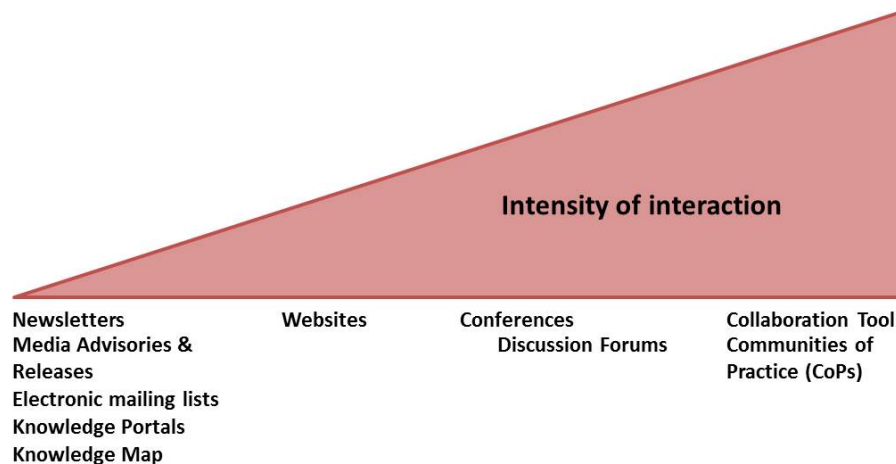 Intensity of interaction
Newsletters
Media Advisories &
Releases
Electronic mailing lists
Knowledge Portals
Knowledge Map
Websites
Conferences
Discussion Forums
Collaboration Tool
Communities of
Practice (CoPs)